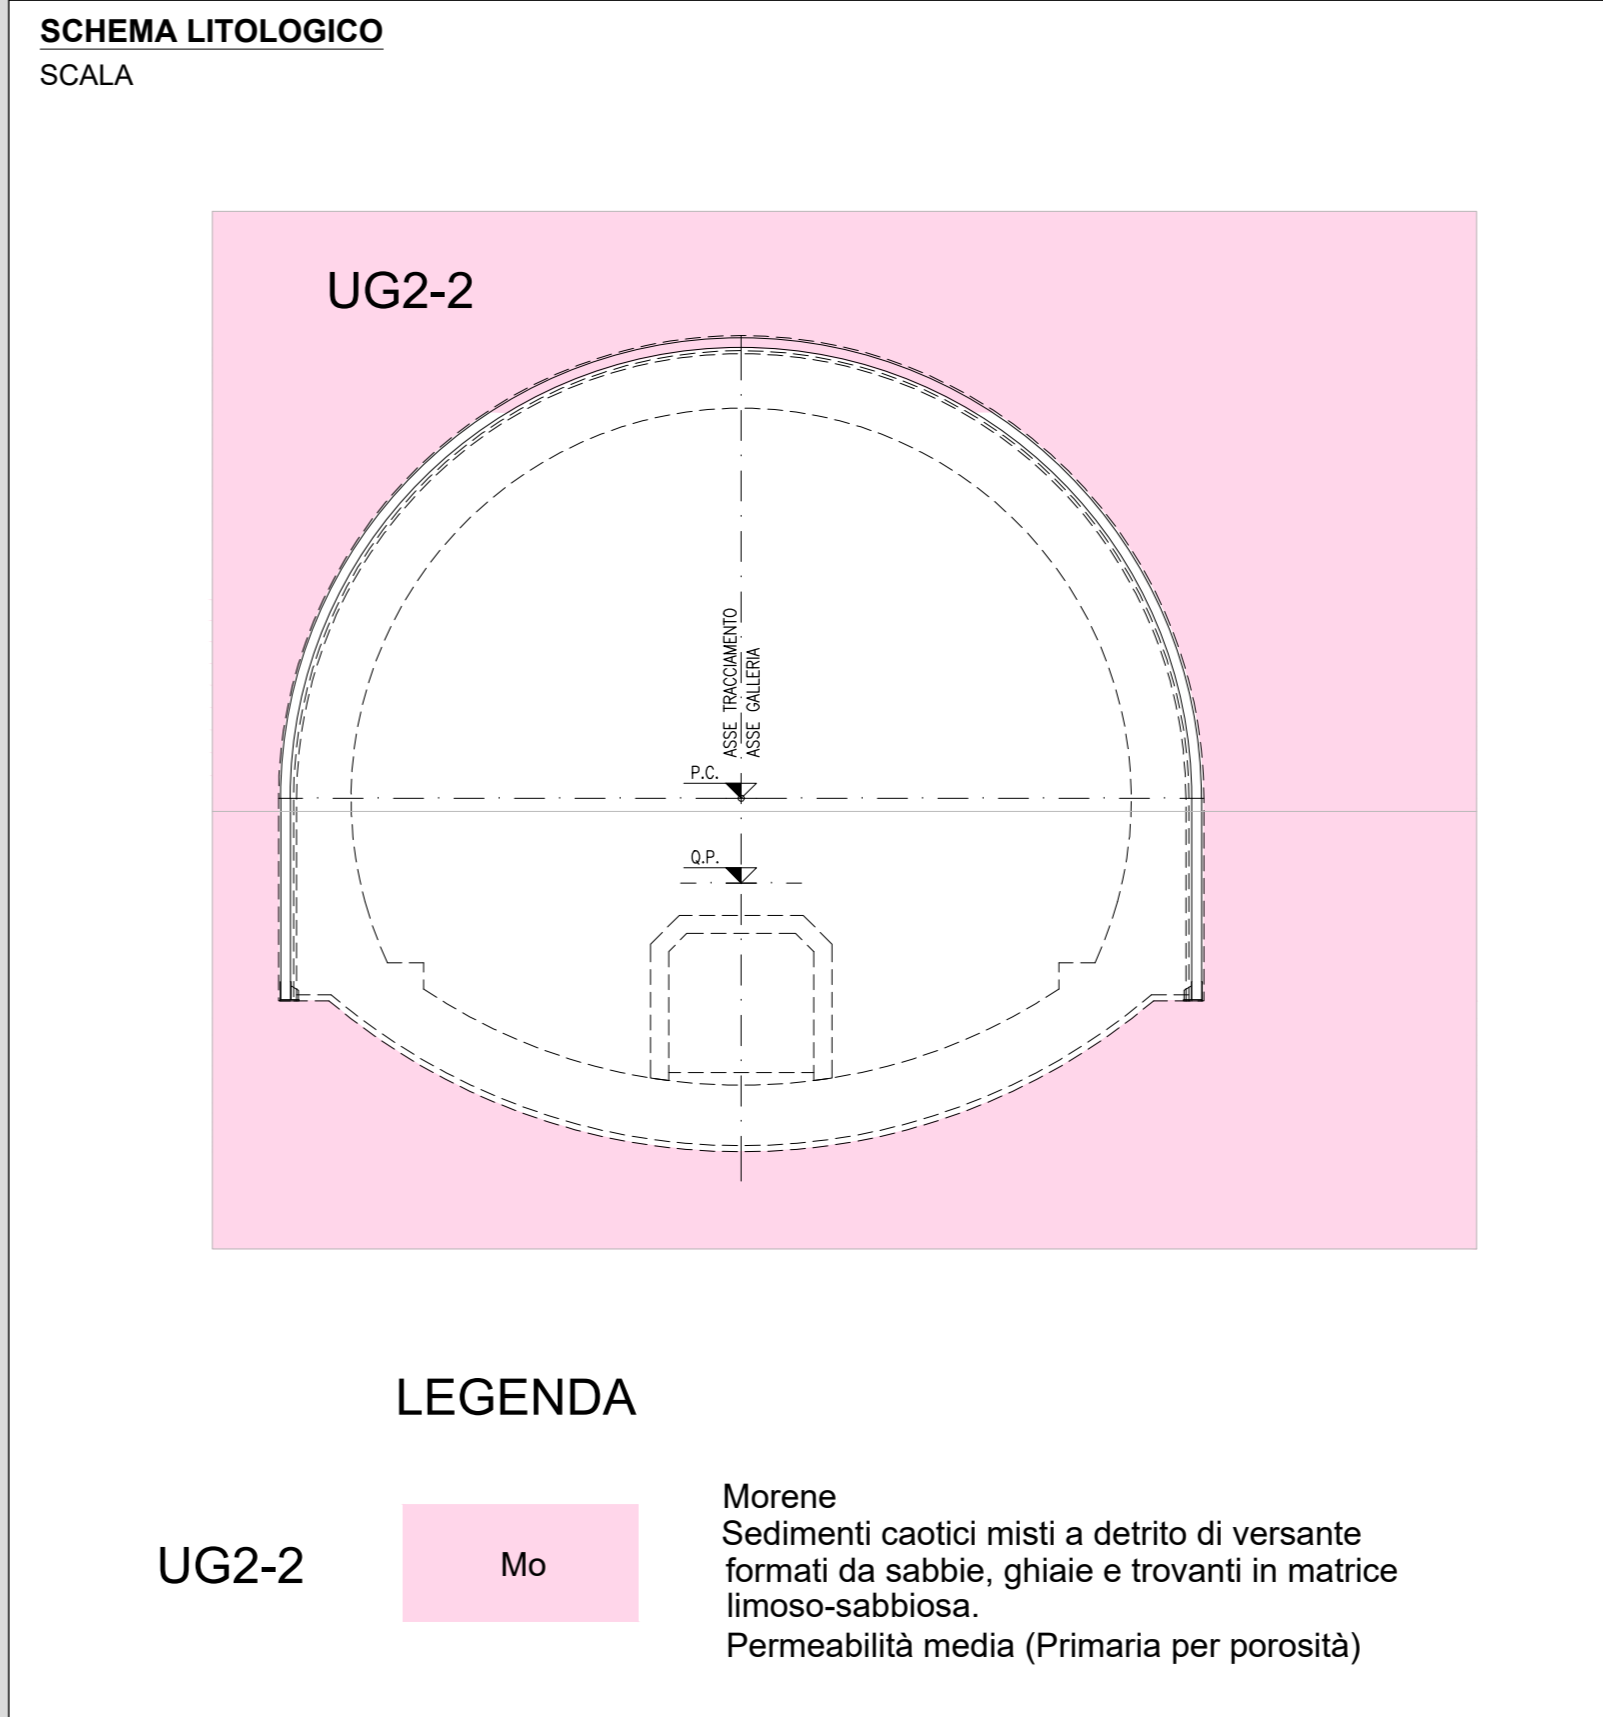 SCHEMA LITOLOGICO
SCALA
UG2-2
ASSE TRACCIAMENTO
ASSE GALLERIA
P.C.
Q.P.
LEGENDA
UG2-2
Mo
Morene
Sedimenti caotici misti a detrito di versante
formati da sabbie, ghiaie e trovanti in matrice
limoso-sabbiosa.
Permeabilità media (Primaria per porosità)